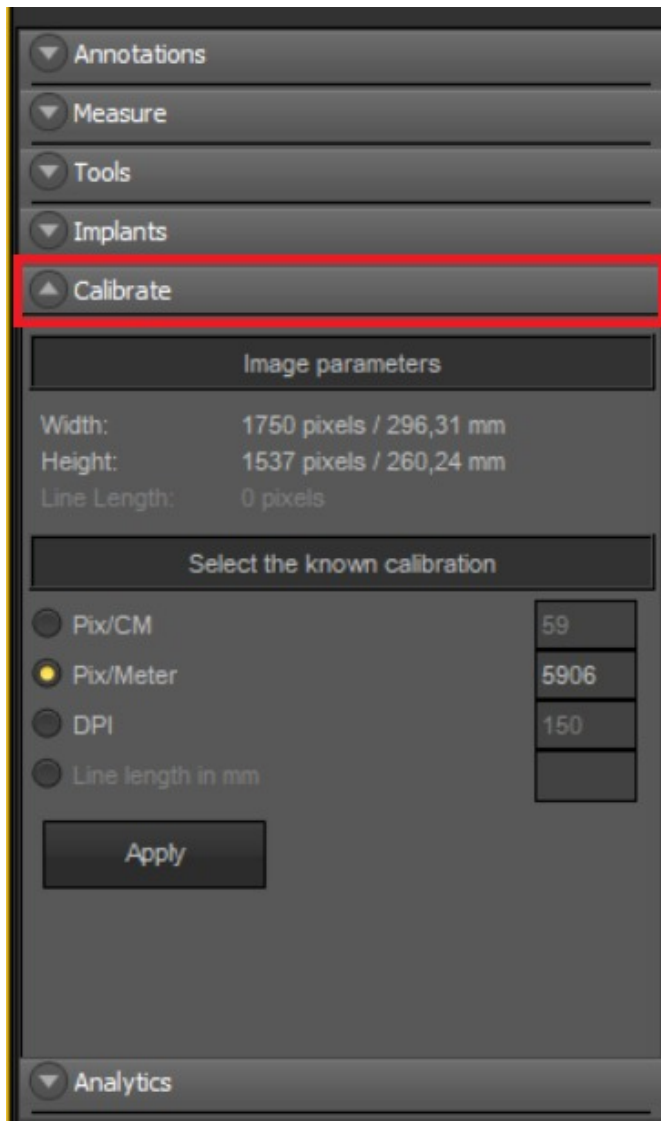 Annotations
Measure
Tools
Implants
Calibrate
Image parameters
Width: 1750 pixels / 296,31 mm
Height: 1537 pixels / 260,24 mm
Line Length: 0 pixels
Select the known calibration
Pix/CM 59
Pix/Meter 5906
DPI 150
Line length in mm
Apply
Analytics